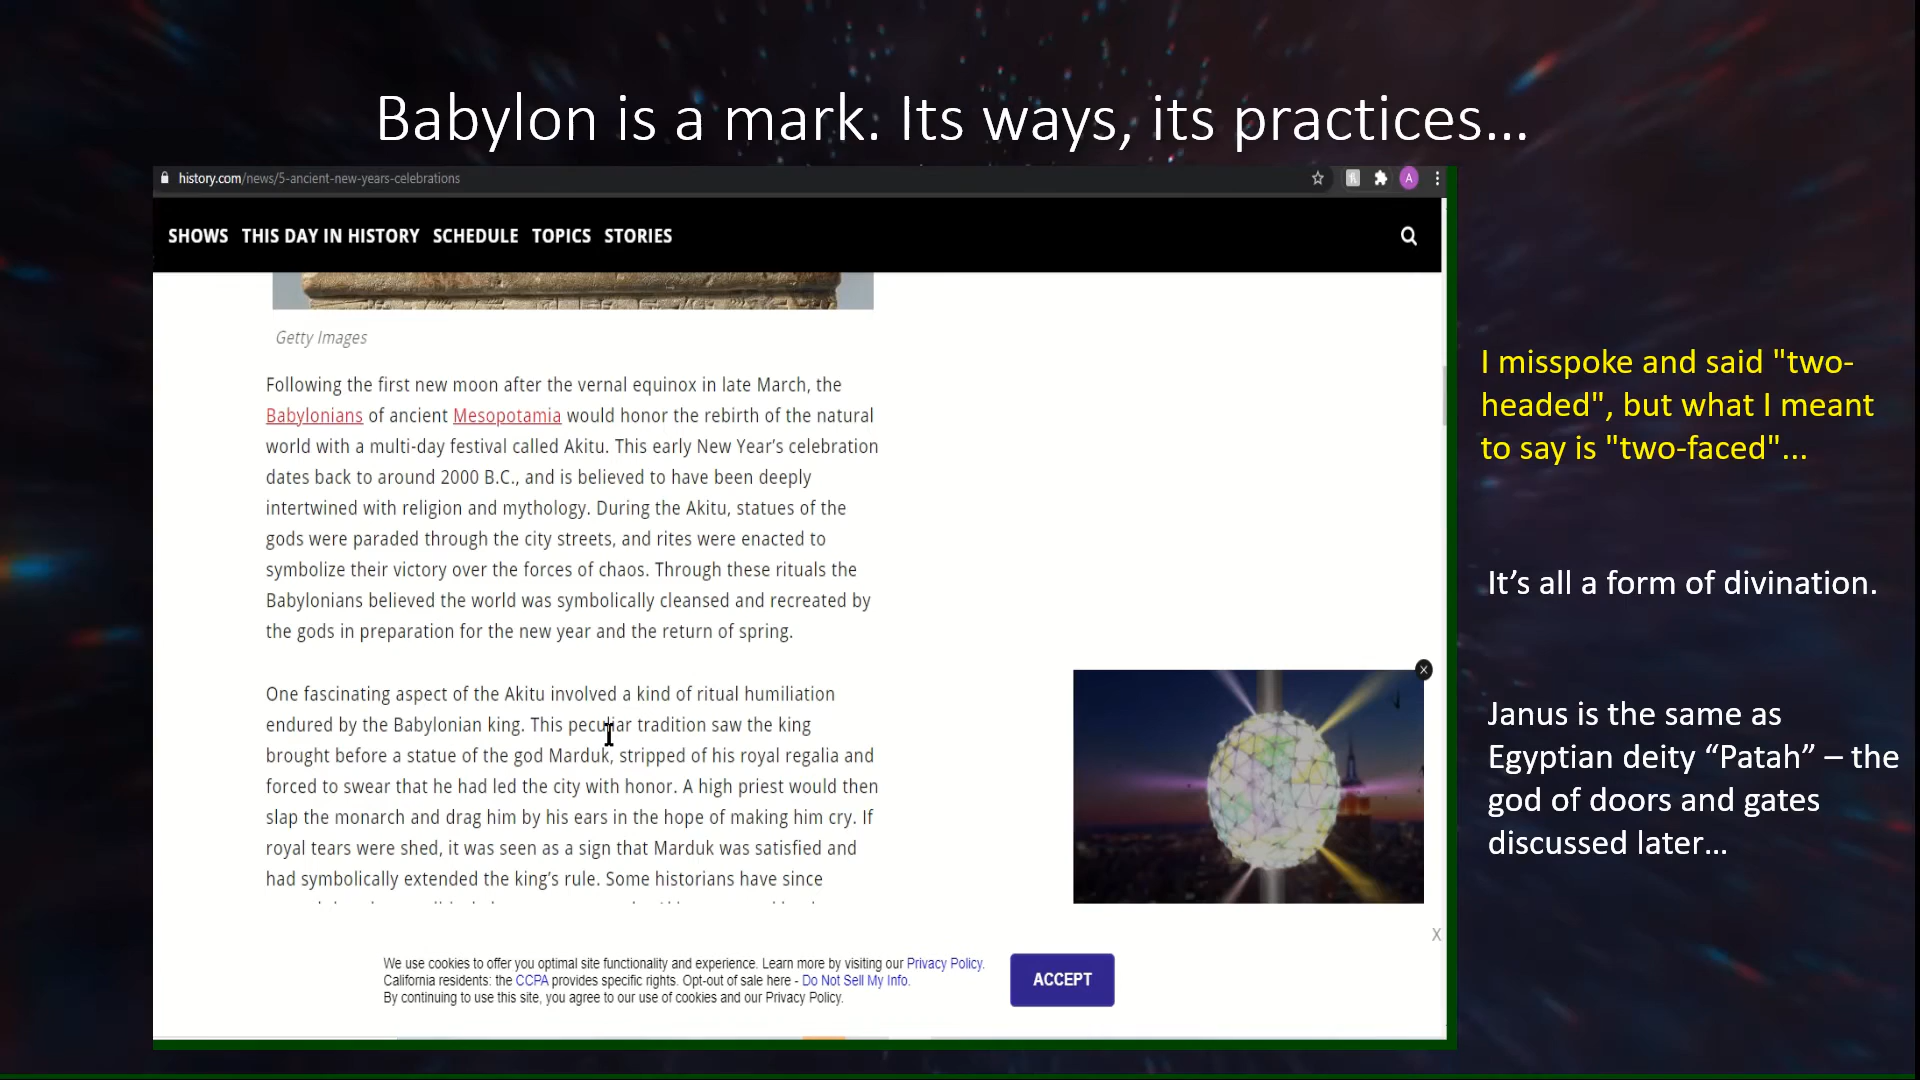 Babylon is a mark. Its ways, its practices...
history.com/news/5-ancient-new-years-celebrations
A
SHOWS THIS DAY IN HISTORY SCHEDULE TOPICS STORIES
Getty Images
Following the first new moon after the vernal equinox in late March, the
Babylonians of ancient Mesopotamia would honor the rebirth of the natural
world with a multi-day festival called Akitu. This early New Year's celebration
dates back to around 2000 B.C., and is believed to have been deeply
intertwined with religion and mythology. During the Akitu, statues of the
gods were paraded through the city streets, and rites were enacted to
symbolize their victory over the forces of chaos. Through these rituals the
Babylonians believed the world was symbolically cleansed and recreated by
the gods in preparation for the new year and the return of spring.
One fascinating aspect of the Akitu involved a kind of ritual humiliation
endured by the Babylonian king. This peculiar tradition saw the king
brought before a statue of the god Marduk, stripped of his royal regalia and
forced to swear that he had led the city with honor. A high priest would then
slap the monarch and drag him by his ears in the hope of making him cry. If
royal tears were shed, it was seen as a sign that Marduk was satisfied and
had symbolically extended the king's rule. Some historians have since
X
We use cookies to offer you optimal site functionality and experience. Learn more by visiting our Privacy Policy.
California residents: the CCPA provides specific rights. Opt-out of sale here - Do Not Sell My Info.
By continuing to use this site, you agree to our use of cookies and our Privacy Policy.
ACCEPT
I misspoke and said "two-
headed", but what I meant
to say is "two-faced"...
It's all a form of divination.
Janus is the same as
Egyptian deity “Patah” – the
god of doors and gates
discussed later...